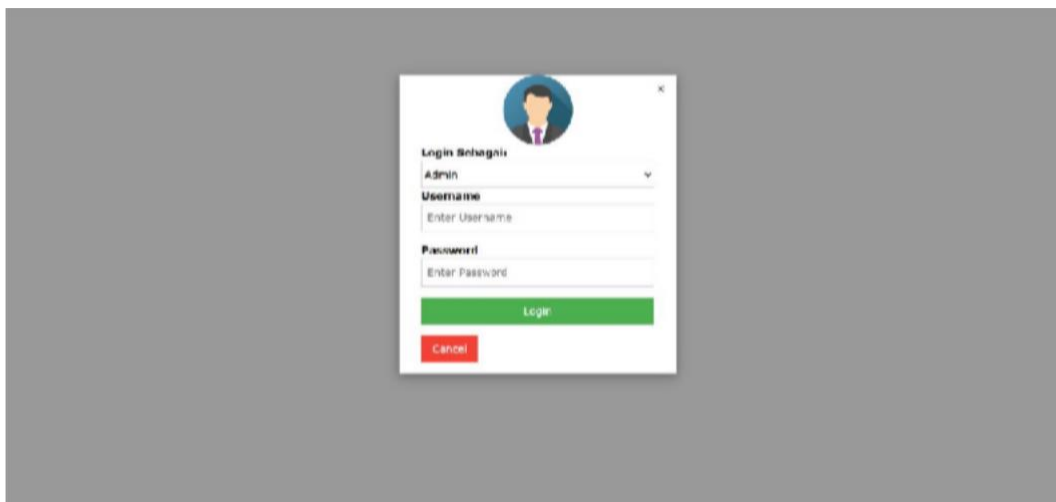 ×
Login Sebagai:
Admin
Username
Enter Username
Password
Enter Password
Login
Cancel